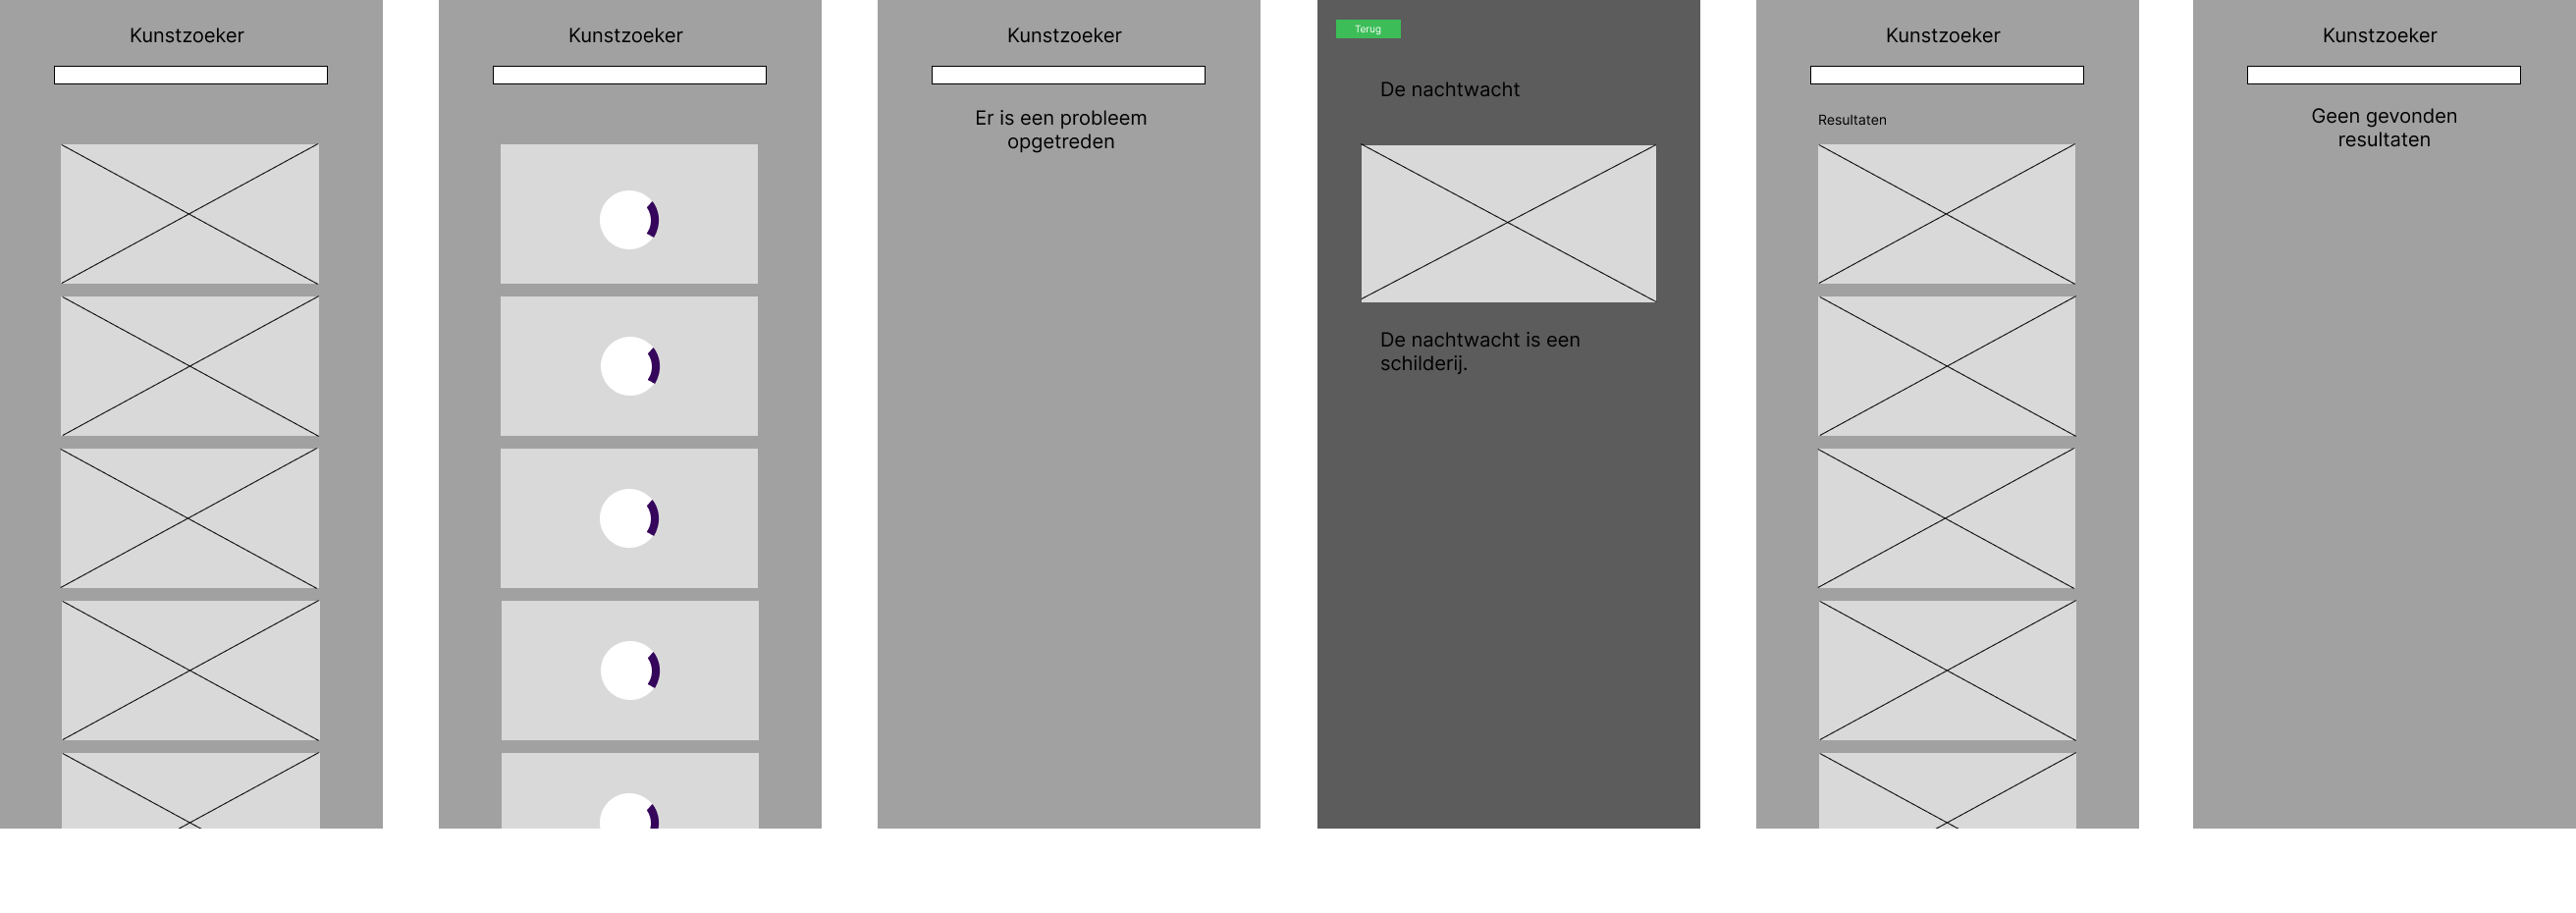 Kunstzoeker
Kunstzoeker
Kunstzoeker
Er is een probleem
opgetreden
Terug
De nachtwacht
De nachtwacht is een
schilderij.
Kunstzoeker
Resultaten
Kunstzoeker
Geen gevonden
resultaten